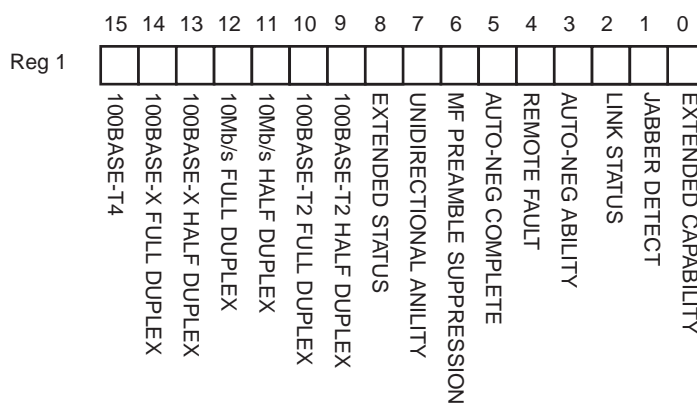 15 14 13 12 11 10 9 8 7 6 5 4 3 2 1 0
Reg 1
100BASE-T4
100BASE-X FULL DUPLEX
100BASE-X HALF DUPLEX
10Mb/s FULL DUPLEX
10Mb/s HALF DUPLEX
100BASE-T2 FULL DUPLEX
100BASE-T2 HALF DUPLEX
EXTENDED STATUS
UNIDIRECTIONAL ANILITY
MF PREAMBLE SUPPRESSION
AUTO-NEG COMPLETE
REMOTE FAULT
AUTO-NEG ABILITY
LINK STATUS
JABBER DETECT
EXTENDED CAPABILITY